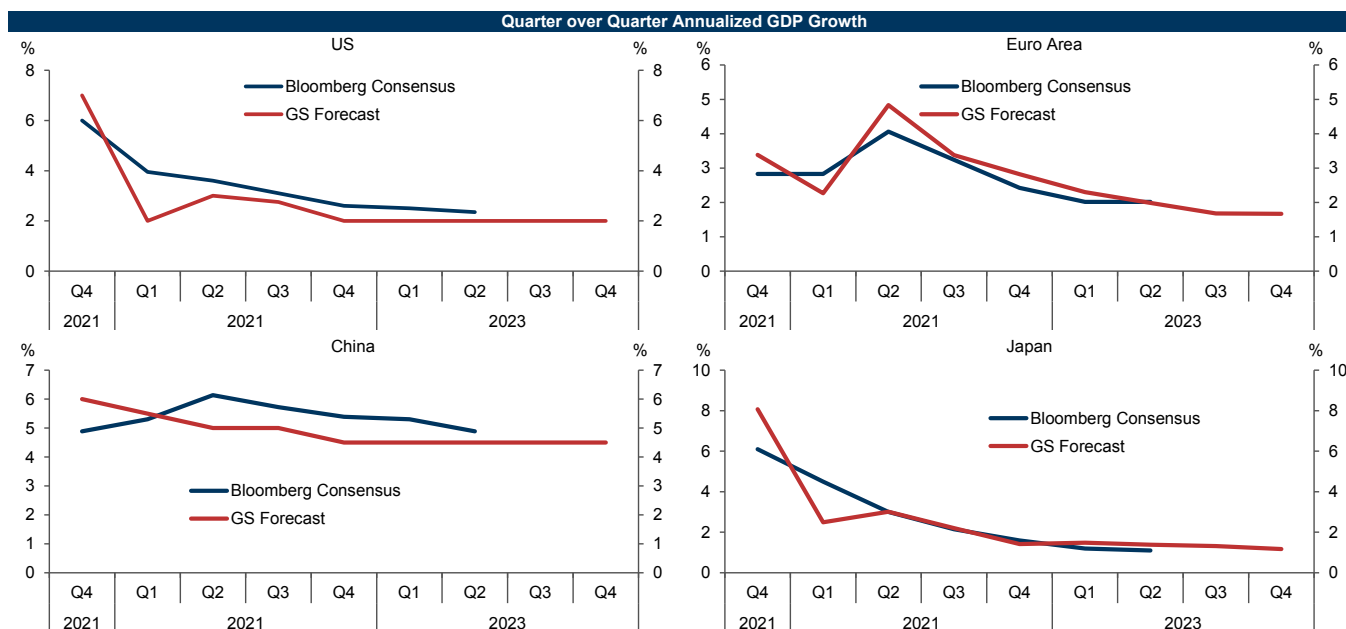 Quarter over Quarter Annualized GDP Growth
% US %
8 8
Bloomberg Consensus
GS Forecast
6 6
4 4
2 2
0 0
Q4 Q1 Q2 Q3 Q4 Q1 Q2 Q3 Q4
2021 2021 2023
% Euro Area %
6 6
Bloomberg Consensus
5 5
GS Forecast
4 4
3 3
2 2
1 1
0 0
Q4 Q1 Q2 Q3 Q4 Q1 Q2 Q3 Q4
2021 2021 2023
% China %
7 7
6 6
5 5
4 4
3 3
Bloomberg Consensus
2 2
GS Forecast
1 1
0 0
Q4 Q1 Q2 Q3 Q4 Q1 Q2 Q3 Q4
2021 2021 2023
% Japan %
10 10
8 8
Bloomberg Consensus
6 6
GS Forecast
4 4
2 2
0 0
Q4 Q1 Q2 Q3 Q4 Q1 Q2 Q3 Q4
2021 2021 2023